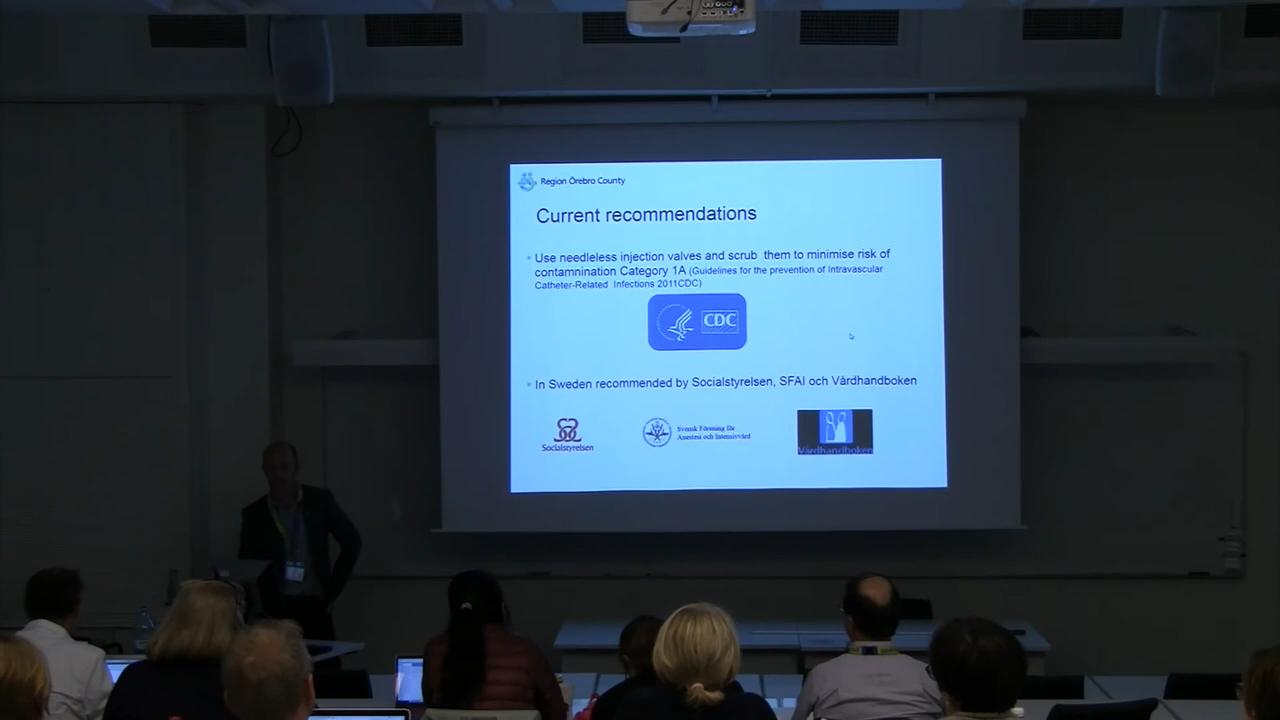 Region Örebro County
Current recommendations
Use needleless injection valves and scrub them to minimise risk of
contamnination Category 1A (Guidelines for the prevention of Intravascular
Catheter-Related Infections 2011CDC)
CDC
In Sweden recommended by Socialstyrelsen, SFAI och Vårdhandboken
Socialstyrelsen
Svensk Förening för
Anestesi och Intensivvård
Vårdhandboken